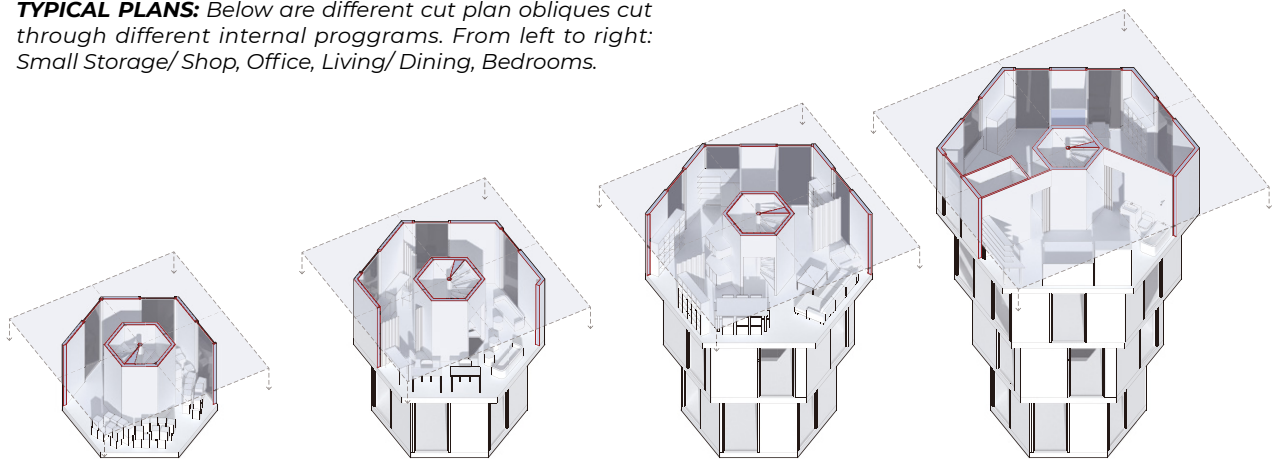 TYPICAL PLANS: Below are different cut plan obliques cut
through different internal proggrams. From left to right:
Small Storage/ Shop, Office, Living/ Dining, Bedrooms.